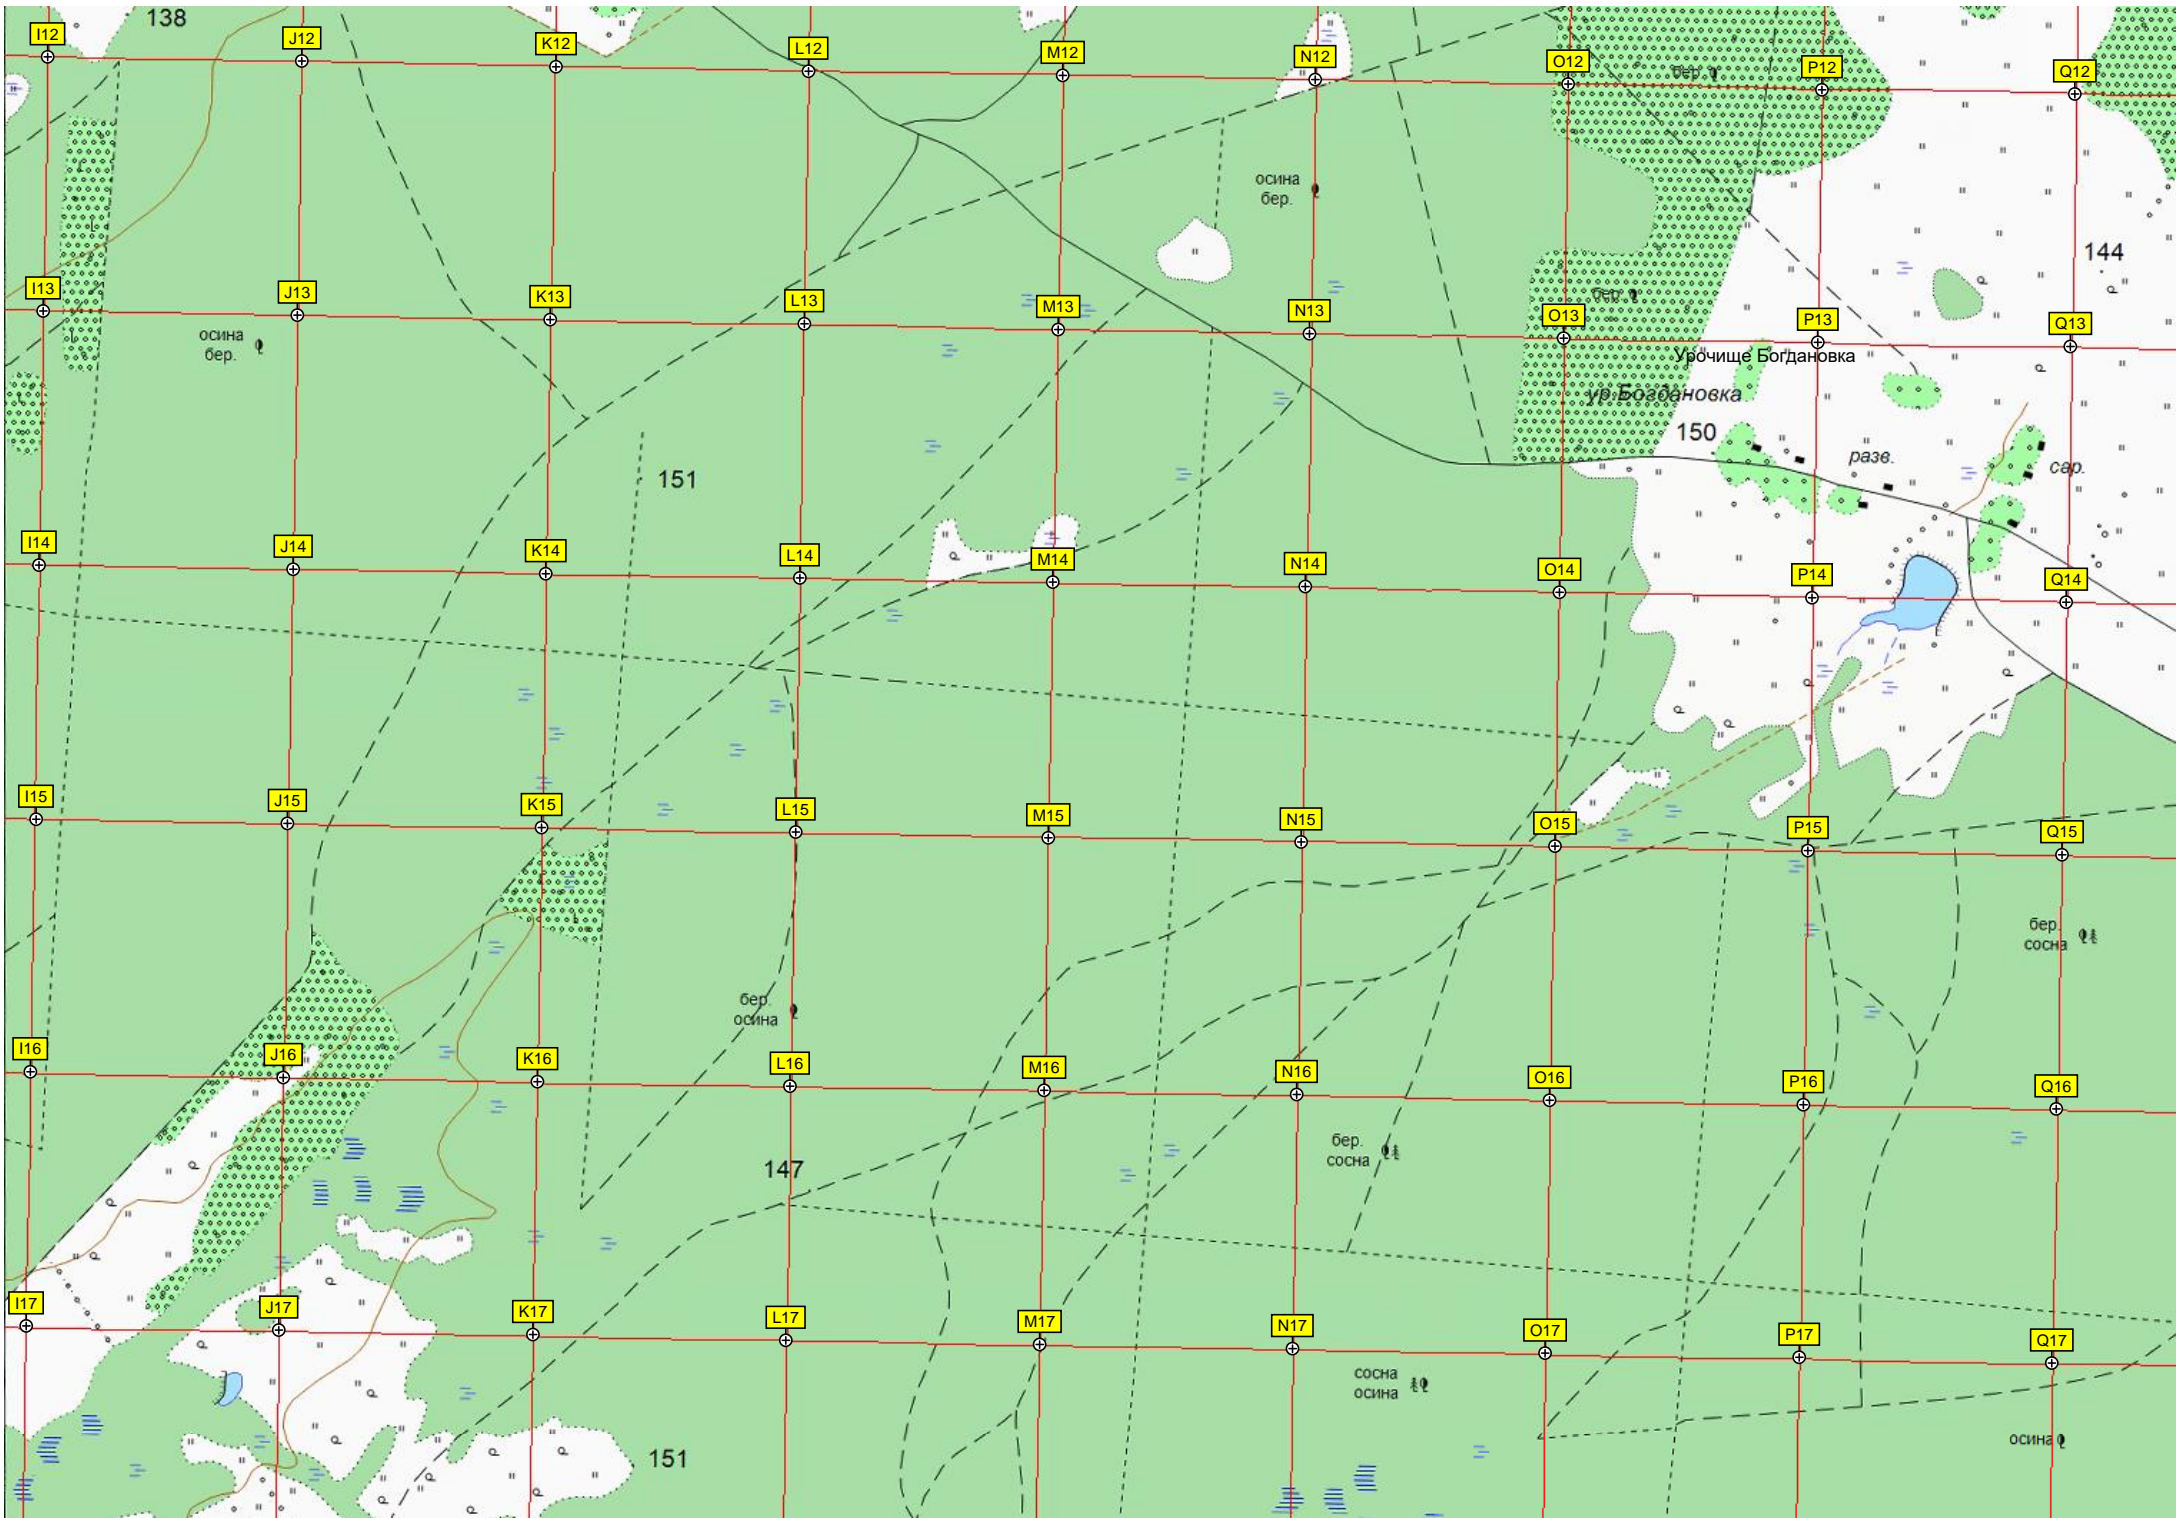 138
I12 J12 K12 L12 M12 N12 O12 P12 Q12
бер.
осина
бер.
144
I13 J13 K13 L13 M13 N13 O13 P13 Q13
бер.
осина
бер.
Урочище Богдановка
ур.Богдановка
150
разв.
сар.
151
I14 J14 K14 L14 M14 N14 O14 P14 Q14
I15 J15 K15 L15 M15 N15 O15 P15 Q15
бер.
сосна
бер.
осина
I16 J16 K16 L16 M16 N16 O16 P16 Q16
бер.
сосна
147
I17 J17 K17 L17 M17 N17 O17 P17 Q17
сосна
осина
осина
151